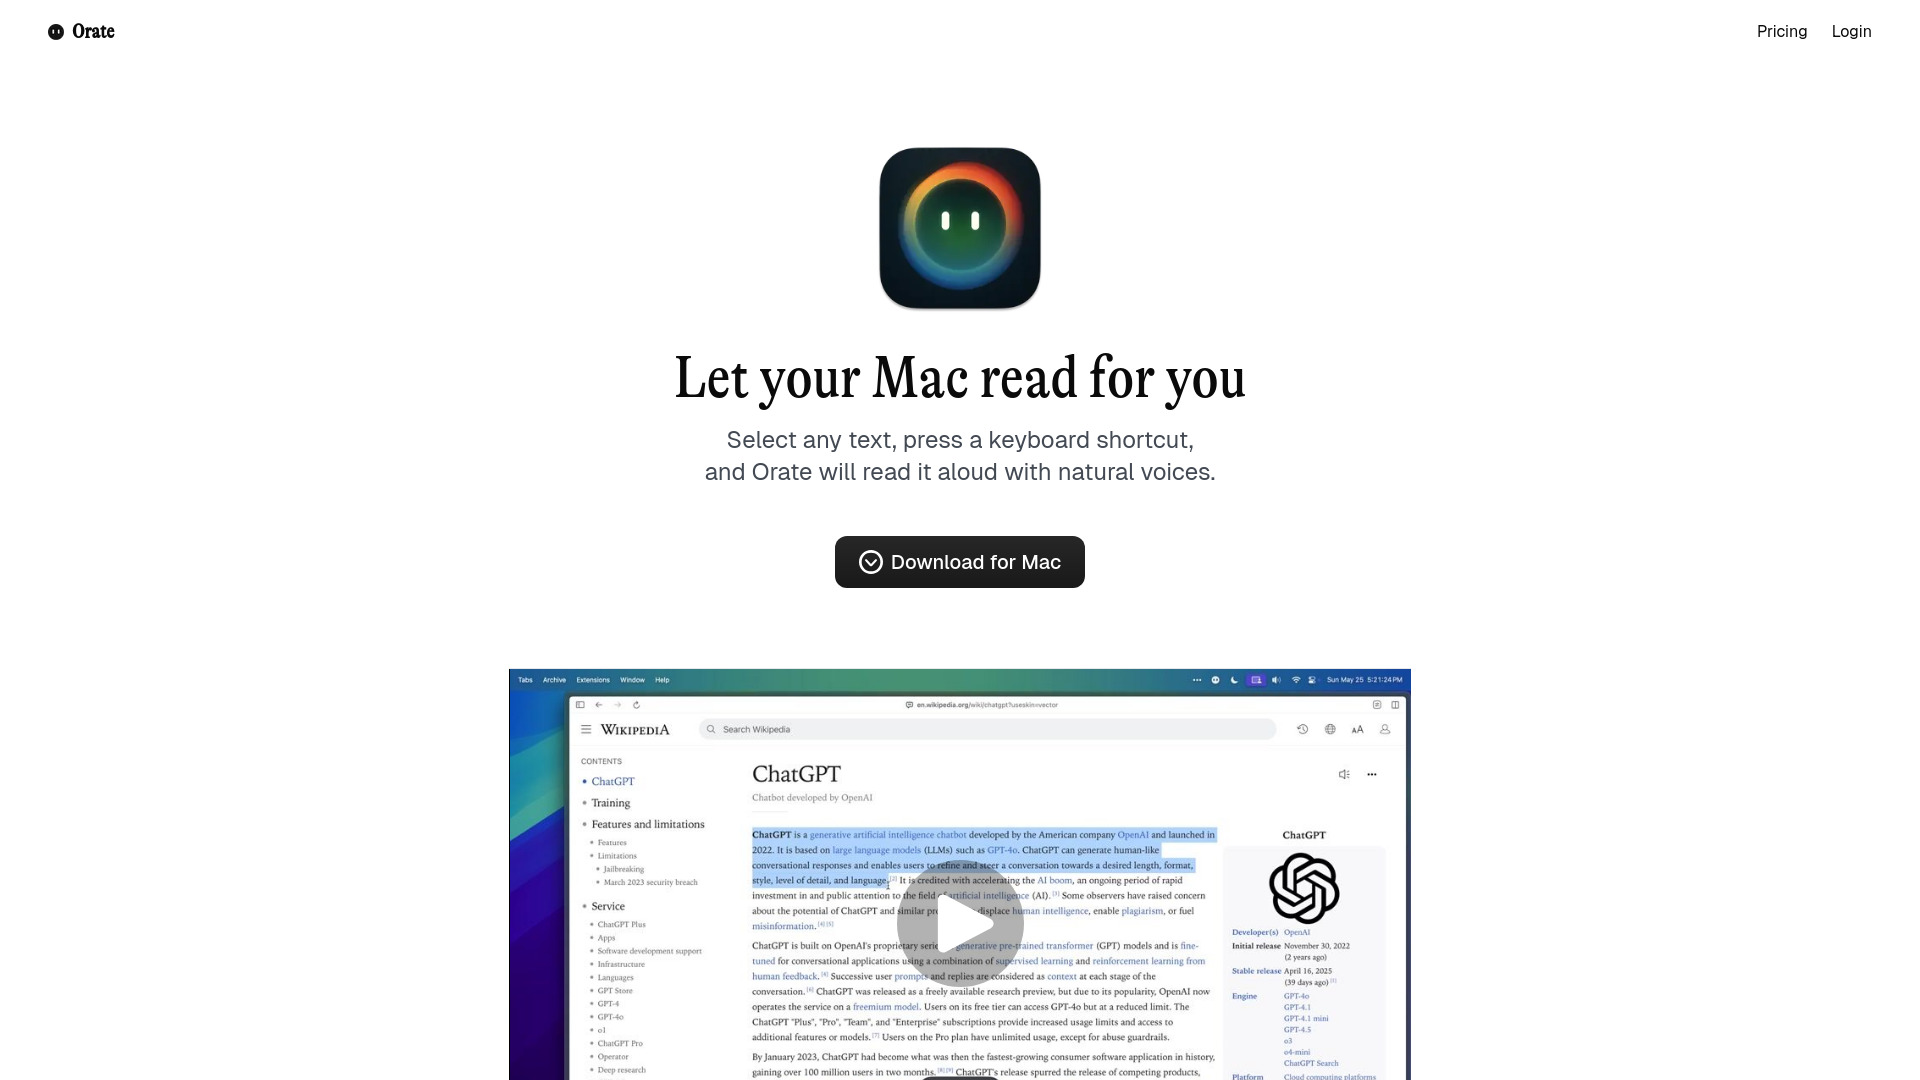 Orate
Pricing
Login
Let your Mac read for you
Select any text, press a keyboard shortcut,
and Orate will read it aloud with natural voices.
Download for Mac
Tabs Archive Extensions Window Help
Sun May 25 5:21:24 PM
en.wikipedia.org/wiki/chatgpt?useskin=vector
WIKIPEDIA
Search Wikipedia
AA
CONTENTS
ChatGPT
Training
Features and limitations
Features
Limitations
Jailbreaking
March 2023 security breach
Service
ChatGPT Plus
Apps
Software development support
Infrastructure
Languages
GPT Store
GPT-4
GPT-4o
o1
ChatGPT Pro
Operator
Deep research
ChatGPT
Chatbot developed by OpenAI
ChatGPT is a generative artificial intelligence chatbot developed by the American company OpenAI and launched in
2022. It is based on large language models (LLMs) such as GPT-4o. ChatGPT can generate human-like
conversational responses and enables users to refine and steer a conversation towards a desired length, format,
style, level of detail, and language.[2] It is credited with accelerating the AI boom, an ongoing period of rapid
investment in and public attention to the field of artificial intelligence (AI).[3] Some observers have raised concern
about the potential of ChatGPT and similar displace human intelligence, enable plagiarism, or fuel
misinformation.[4][5]
ChatGPT is built on OpenAI's proprietary generative pre-trained transformer (GPT) models and is fine-
tuned for conversational applications using a combination of supervised learning and reinforcement learning from
human feedback.[6] Successive user prompts and replies are considered as context at each stage of the
conversation.[6] ChatGPT was released as a freely available research preview, but due to its popularity, OpenAI now
operates the service on a freemium model. Users on its free tier can access GPT-4o but at a reduced limit. The
ChatGPT "Plus", "Pro", "Team", and "Enterprise" subscriptions provide increased usage limits and access to
additional features or models.[7] Users on the Pro plan have unlimited usage, except for abuse guardrails.
By January 2023, ChatGPT had become what was then the fastest-growing consumer software application in history,
gaining over 100 million users in two months.[8][9] ChatGPT's release spurred the release of competing products,
ChatGPT
Developer(s) OpenAI
Initial release November 30, 2022
(2 years ago)
Stable release April 16, 2025
(39 days ago)[1]
Engine GPT-4o
GPT-4.1
GPT-4.1 mini
GPT-4.5
o3
o4-mini
ChatGPT Search
Platform Cloud computing platforms